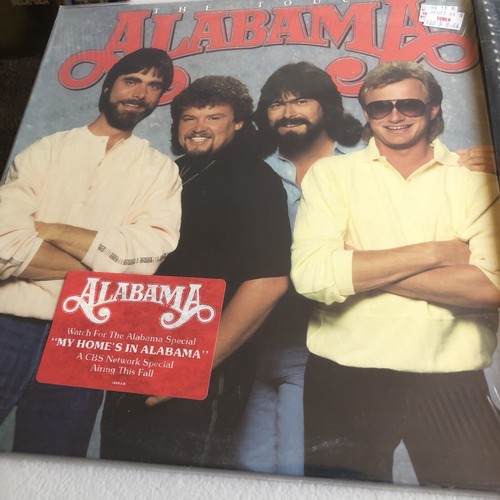 THE TOUCH
ALABAMA
ALABAMA
Watch For The Alabama Special
"MY HOME'S IN ALABAMA"
A CBS Network Special
Airing This Fall